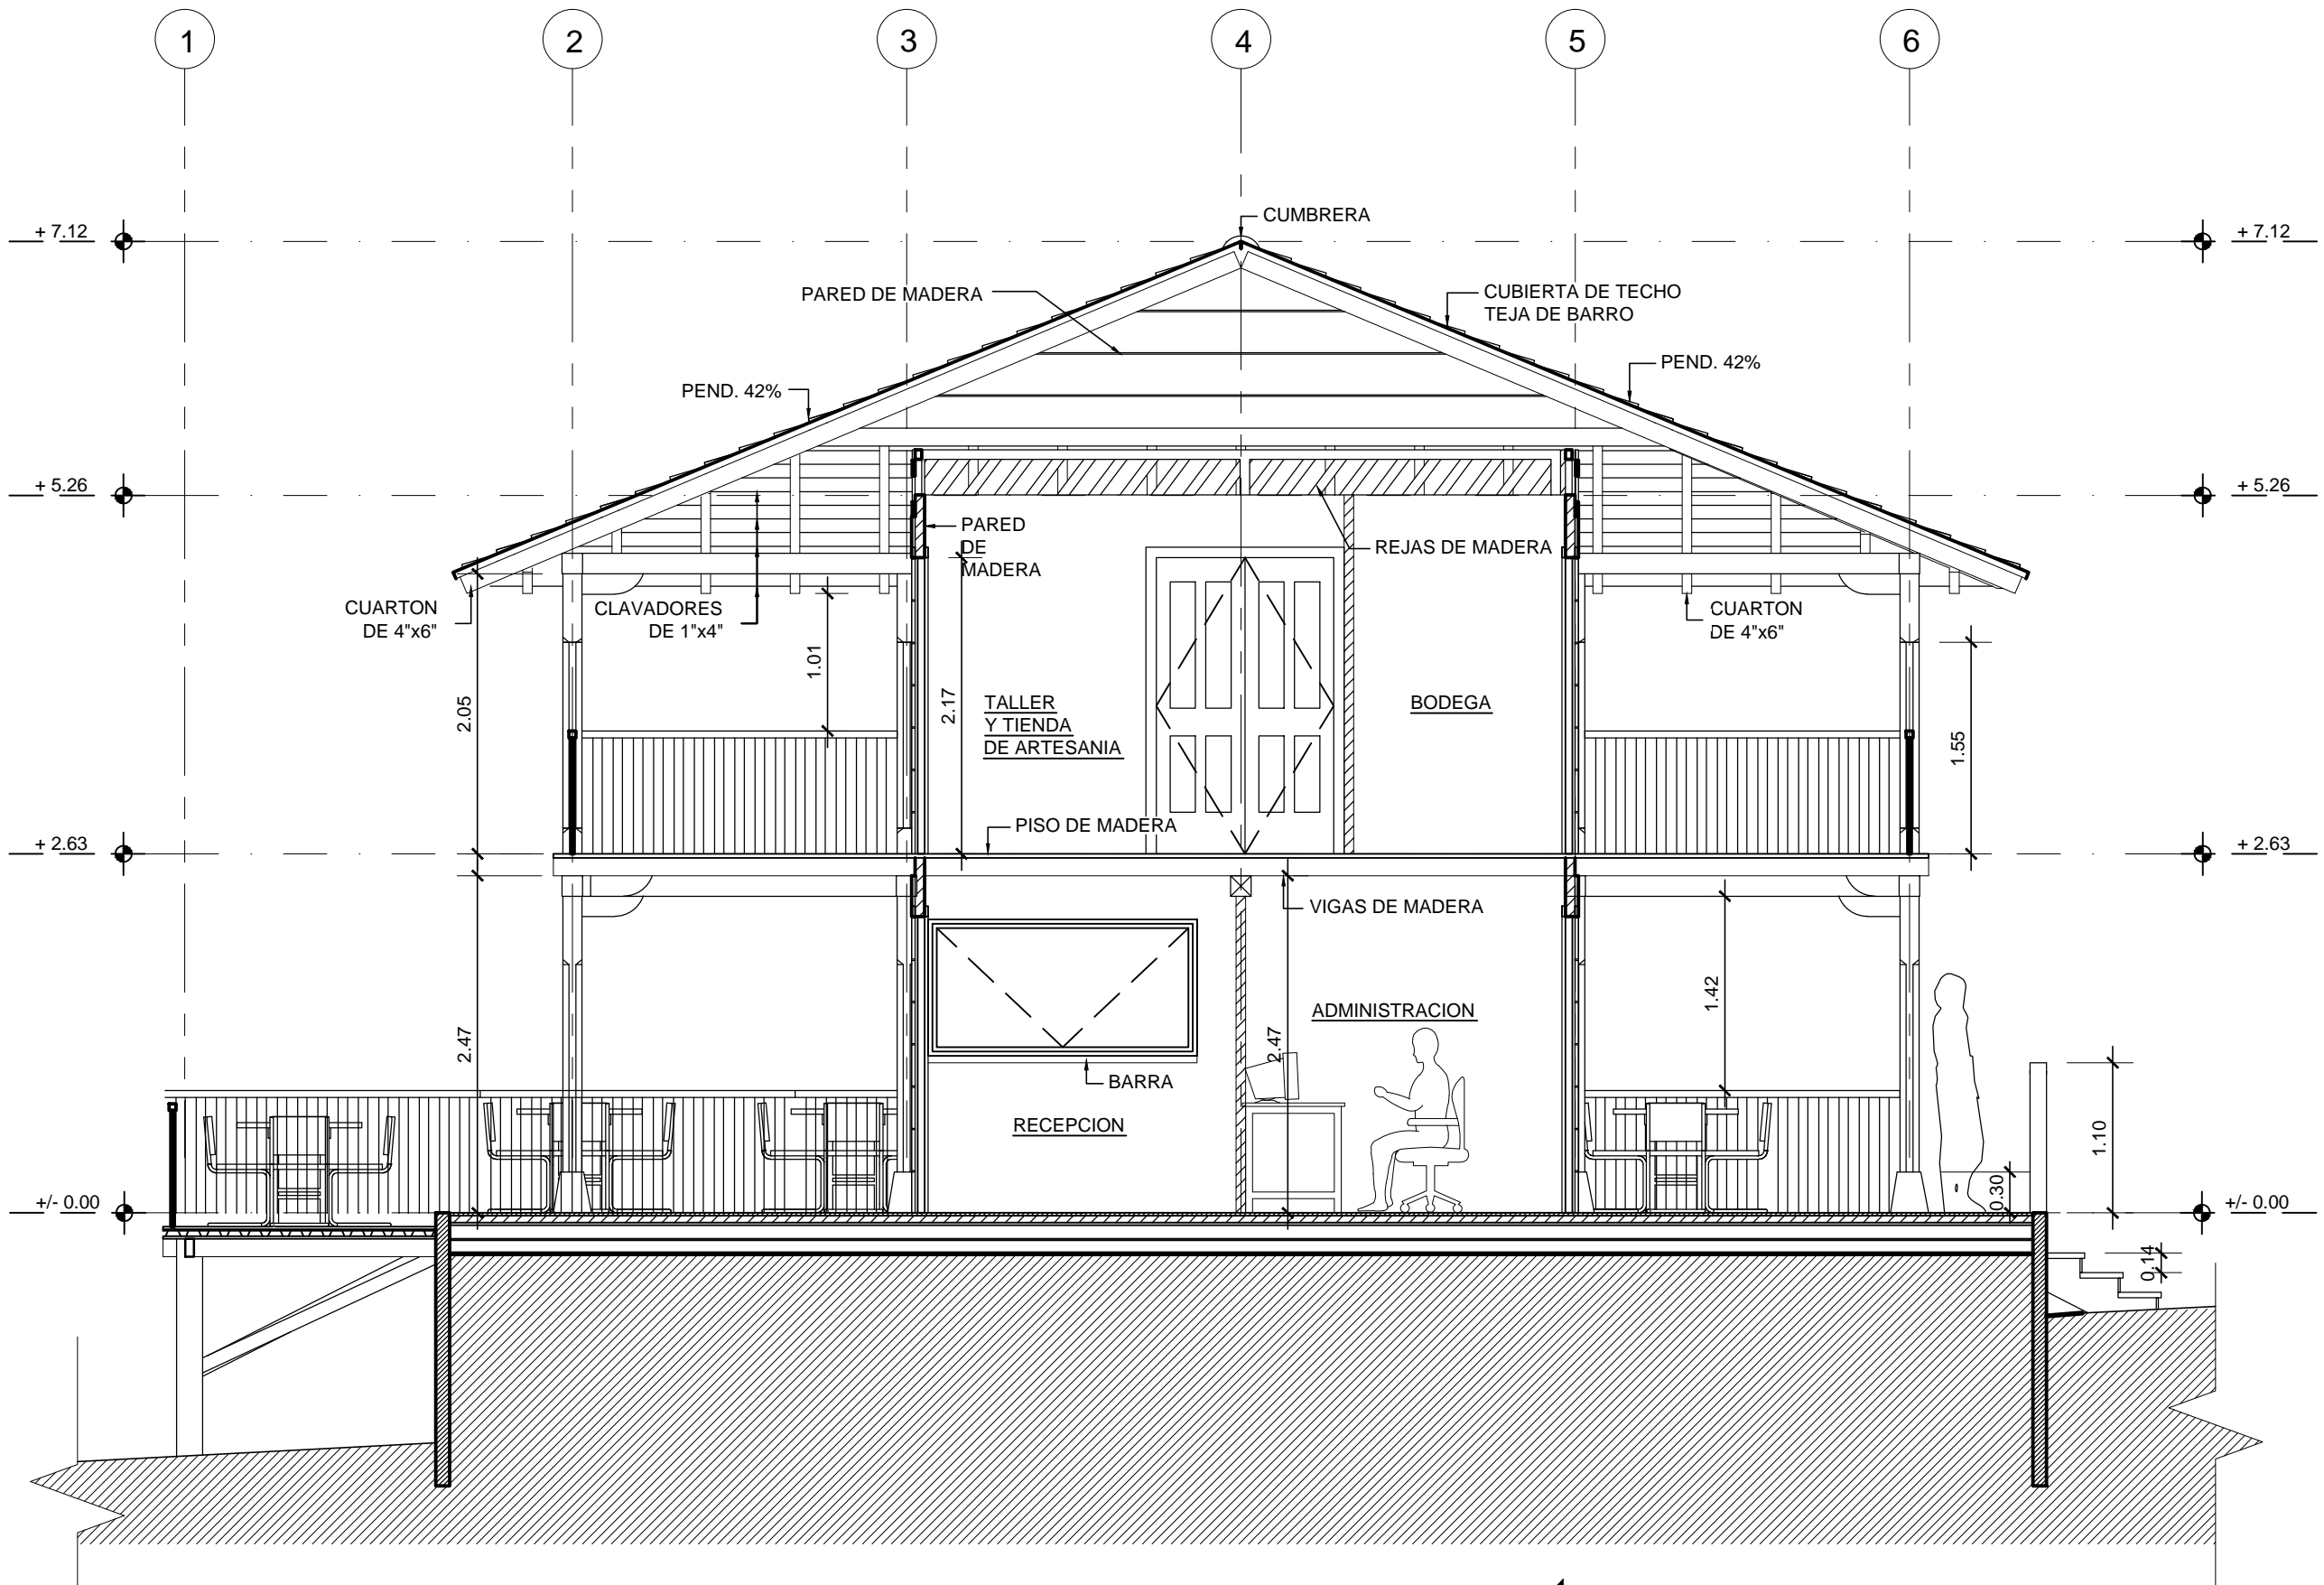 1 2 3 4 5 6
+ 7.12
+ 7.12
CUMBRERA
PARED DE MADERA
CUBIERTA DE TECHO
TEJA DE BARRO
PEND. 42%
PEND. 42%
+ 5.26
+ 5.26
PARED
DE
MADERA
REJAS DE MADERA
CUARTON
DE 4"x6"
CLAVADORES
DE 1"x4"
CUARTON
DE 4"x6"
1.01
2.05
2.17
TALLER
Y TIENDA
DE ARTESANIA
BODEGA
1.55
PISO DE MADERA
+ 2.63
+ 2.63
VIGAS DE MADERA
1.42
ADMINISTRACION
2.47
2.47
BARRA
RECEPCION
1.10
0.30
+/- 0.00
+/- 0.00
0.14